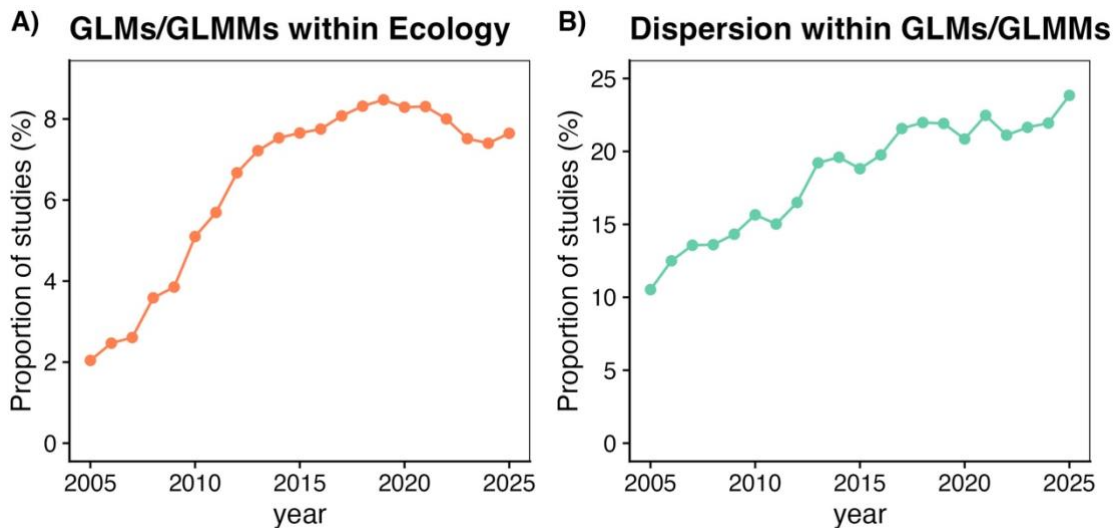 A) GLMs/GLMMs within Ecology
Proportion of studies (%)
8
6
4
2
0
2005 2010 2015 2020 2025
year
B) Dispersion within GLMs/GLMMs
Proportion of studies (%)
25
20
15
10
5
0
2005 2010 2015 2020 2025
year